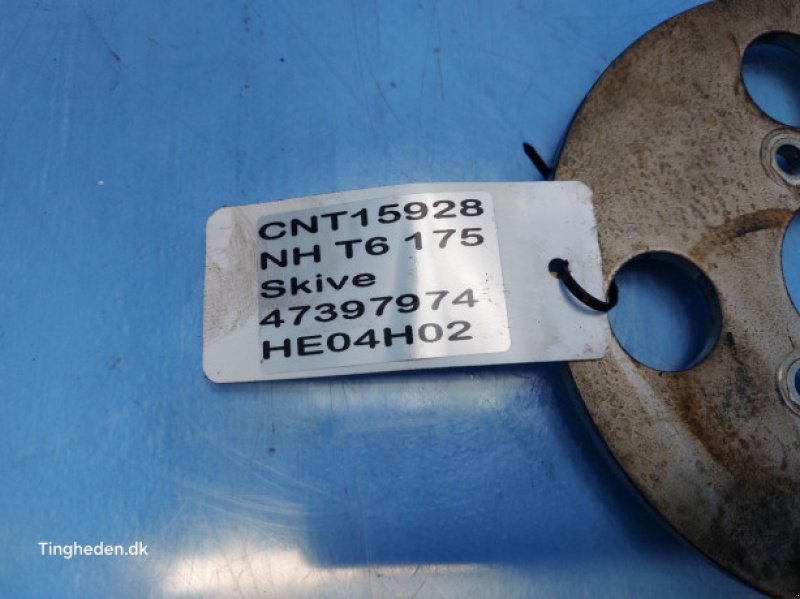 CNT15928
NH T6 175
Skive
47397974
HE04H02
Tingheden.dk